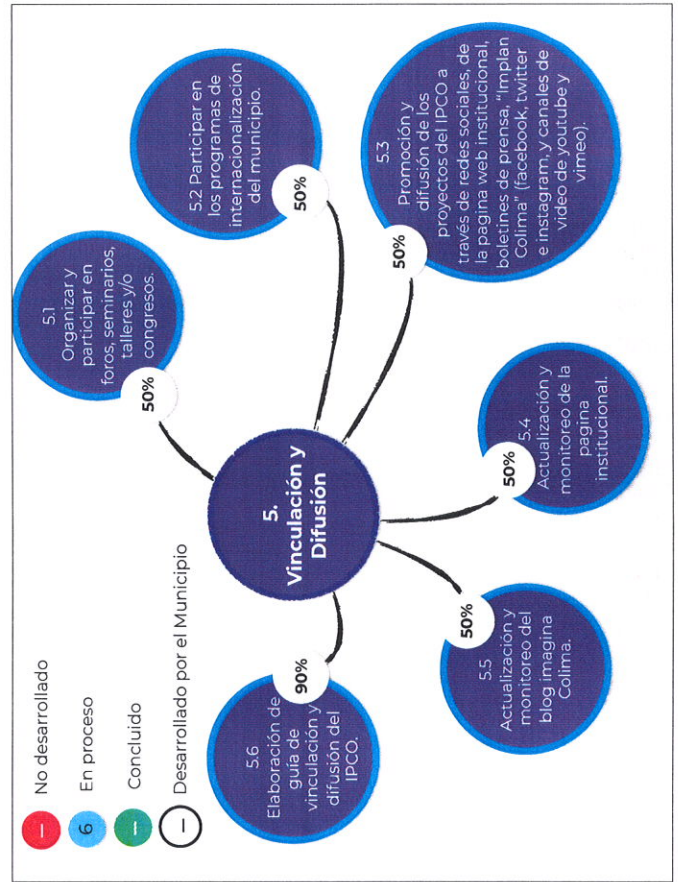 — No desarrollado
6 En proceso
— Concluido
— Desarrollado por el Municipio
5.
Vinculación y
Difusión
5.1
Organizar y
participar en
foros, seminarios,
talleres y/o
congresos.
50%
5.2 Participar en
los programas de
internacionalización
del municipio.
50%
5.3
Promoción y
difusión de los
proyectos del IPCO a
través de redes sociales, de
la pagina web institucional,
boletines de prensa, "Implan
Colima" (facebook, twitter
e instagram, y canales de
video de youtube y
vimeo).
50%
5.4
Actualización y
monitoreo de la
pagina
institucional.
50%
5.5
Actualización y
monitoreo del
blog imagina
Colima.
50%
5.6
Elaboración de
guía de
vinculación y
difusión del
IPCO.
90%